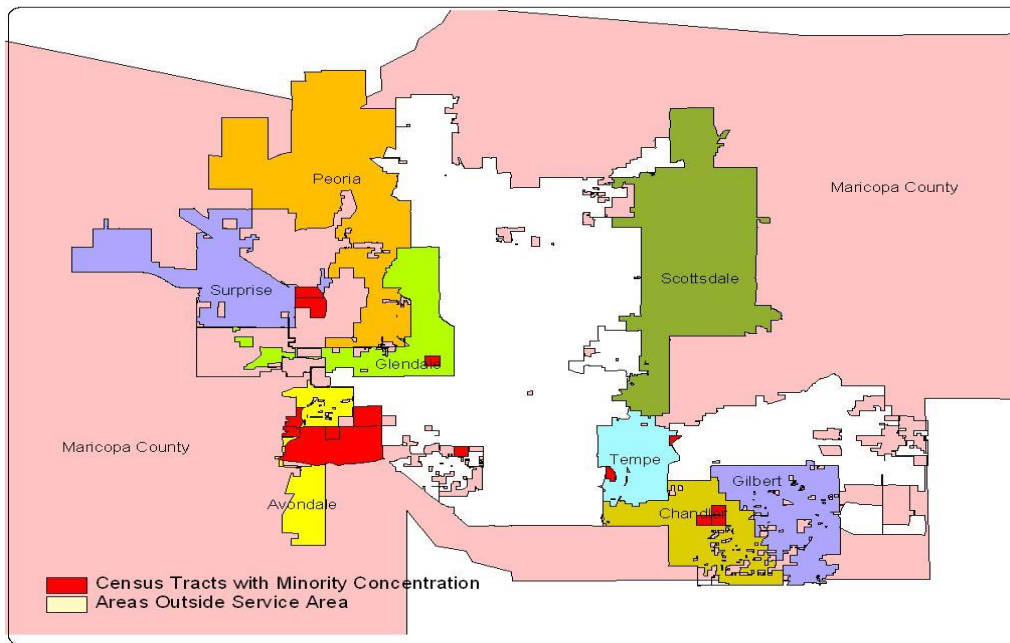 Peoria
Maricopa County
Scottsdale
Surprise
Glendale
Maricopa County
Tempe
Gilbert
Avondale
Chandler
Census Tracts with Minority Concentration
Areas Outside Service Area